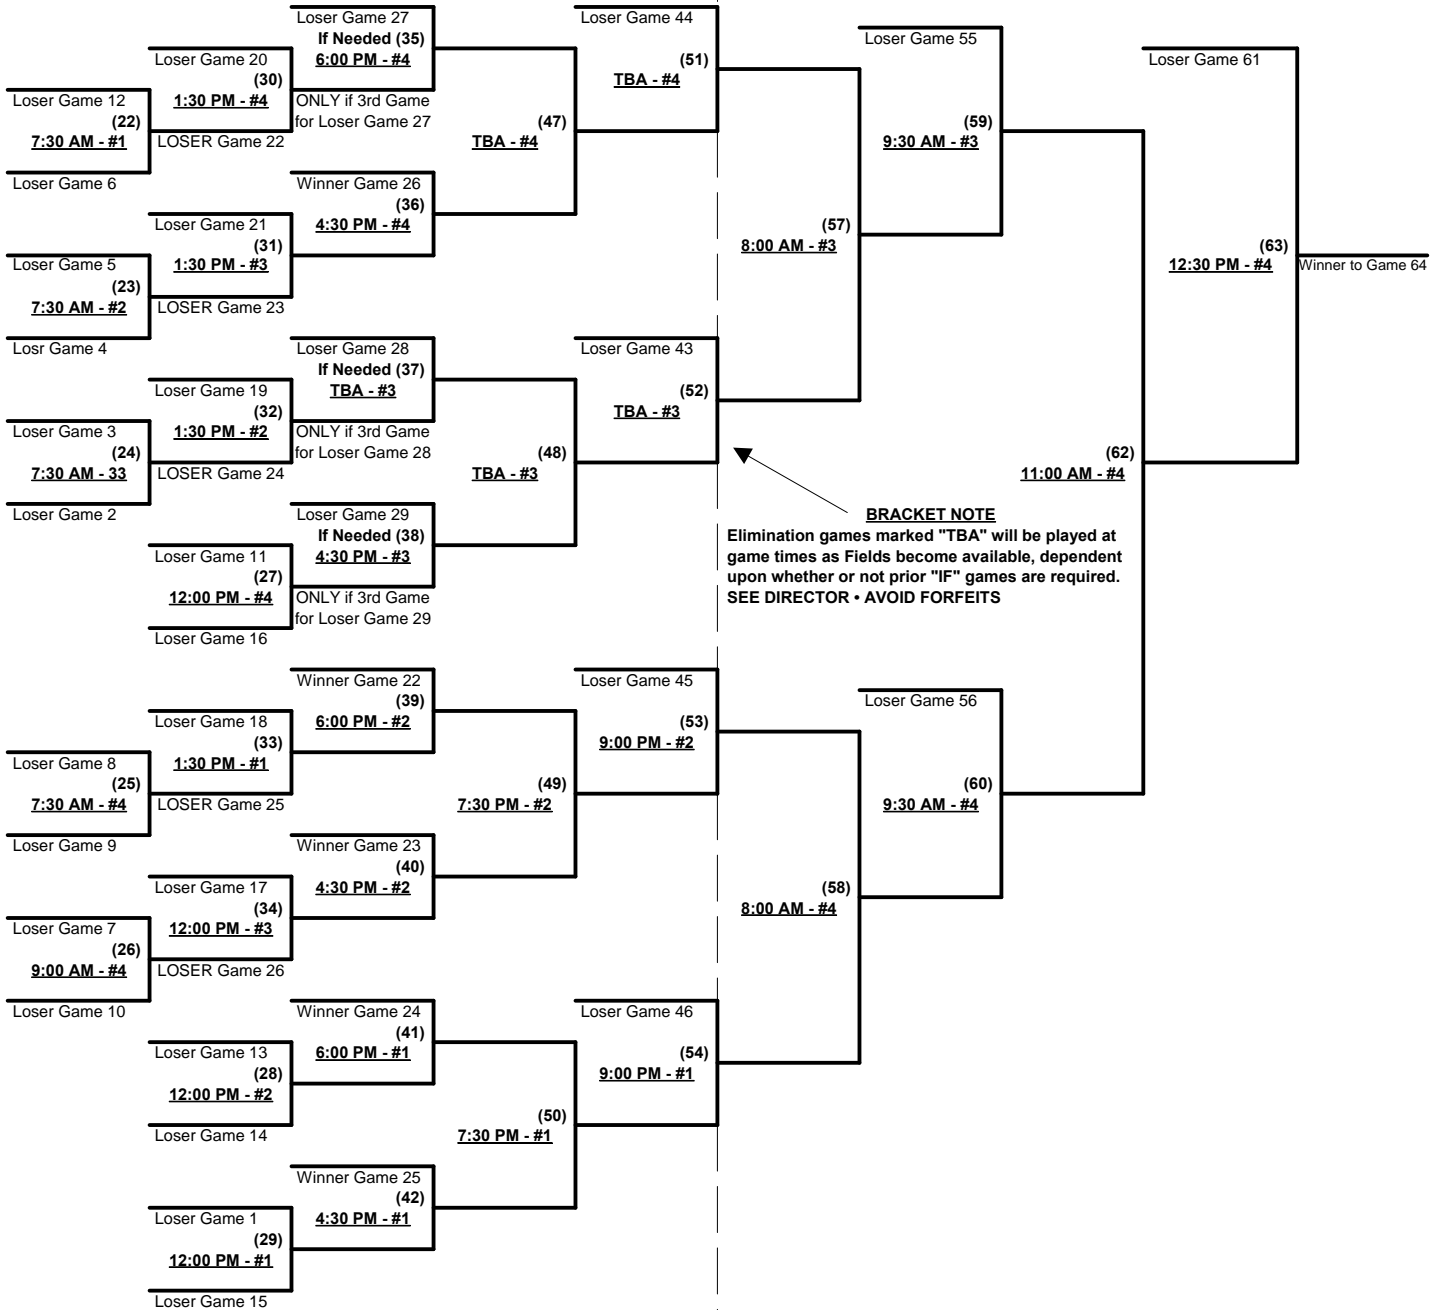 Loser Game 27
If Needed (35)
6:00 PM - #4
ONLY if 3rd Game
for Loser Game 27
Loser Game 44
(51)
TBA - #4
Loser Game 55
(59)
9:30 AM - #3
Loser Game 61
(63)
12:30 PM - #4
Winner to Game 64
Loser Game 20
(30)
1:30 PM - #4
LOSER Game 22
Loser Game 12
(22)
7:30 AM - #1
Loser Game 6
(47)
TBA - #4
Winner Game 26
(36)
4:30 PM - #4
Loser Game 21
(31)
1:30 PM - #3
LOSER Game 23
Loser Game 5
(23)
7:30 AM - #2
Losr Game 4
(57)
8:00 AM - #3
Loser Game 28
If Needed (37)
TBA - #3
ONLY if 3rd Game
for Loser Game 28
Loser Game 43
(52)
TBA - #3
Loser Game 19
(32)
1:30 PM - #2
LOSER Game 24
Loser Game 3
(24)
7:30 AM - 33
Loser Game 2
(48)
TBA - #3
(62)
11:00 AM - #4
Loser Game 29
If Needed (38)
4:30 PM - #3
ONLY if 3rd Game
for Loser Game 29
Loser Game 11
(27)
12:00 PM - #4
Loser Game 16
BRACKET NOTE
Elimination games marked "TBA" will be played at
game times as Fields become available, dependent
upon whether or not prior "IF" games are required.
SEE DIRECTOR • AVOID FORFEITS
Winner Game 22
(39)
6:00 PM - #2
Loser Game 45
(53)
9:00 PM - #2
Loser Game 56
(60)
9:30 AM - #4
Loser Game 18
(33)
1:30 PM - #1
LOSER Game 25
Loser Game 8
(25)
7:30 AM - #4
Loser Game 9
(49)
7:30 PM - #2
Winner Game 23
(40)
4:30 PM - #2
Loser Game 17
(34)
12:00 PM - #3
LOSER Game 26
Loser Game 7
(26)
9:00 AM - #4
Loser Game 10
(58)
8:00 AM - #4
Winner Game 24
(41)
6:00 PM - #1
Loser Game 46
(54)
9:00 PM - #1
Loser Game 13
(28)
12:00 PM - #2
Loser Game 14
(50)
7:30 PM - #1
Winner Game 25
(42)
4:30 PM - #1
Loser Game 1
(29)
12:00 PM - #1
Loser Game 15